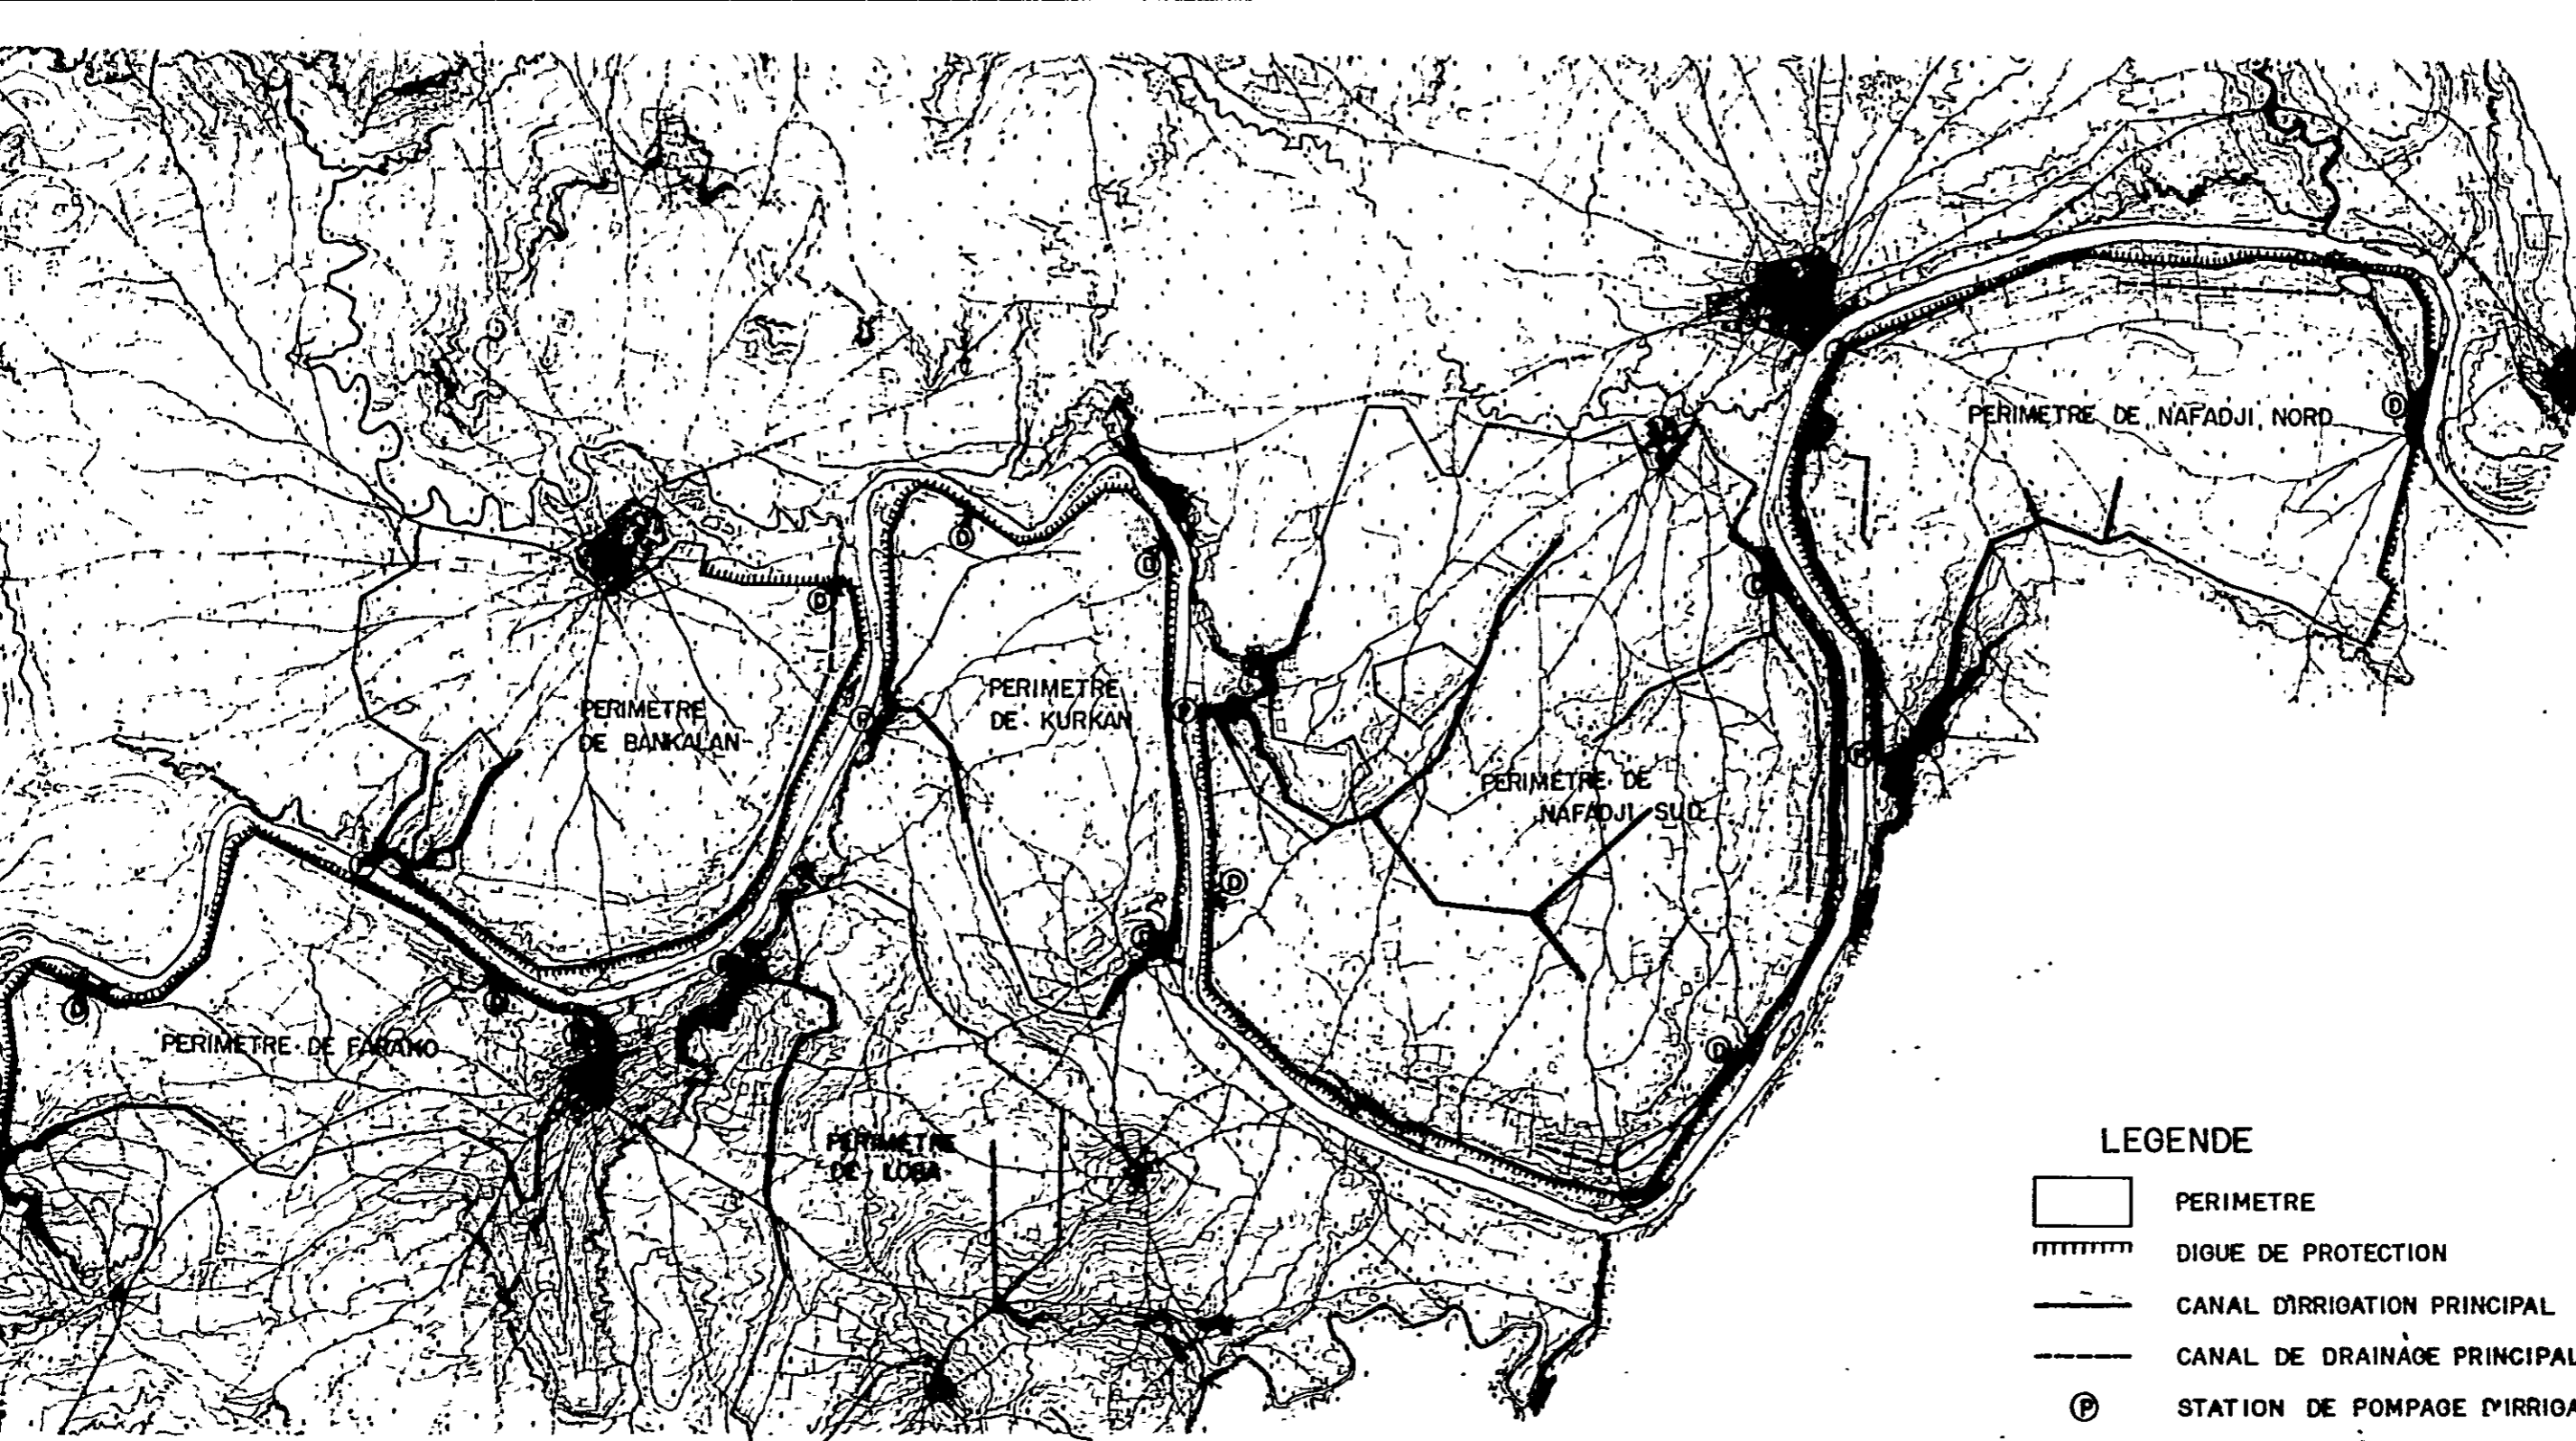 PERIMETRE DE NAFADJI NORD
D
D
D
D
D
PERIMETRE
DE KURKAN
PERIMETRE
DE BANKALAN
P
P
P
PERIMETRE DE
NAFADJI SUD
D
D
D
D
PERIMETRE DE FARAKO
PERIMETRE
DE LOBA
LEGENDE
PERIMETRE
DIGUE DE PROTECTION
CANAL D'IRRIGATION PRINCIPAL
CANAL DE DRAINAGE PRINCIPAL
P STATION DE POMPAGE D'IRRIGA